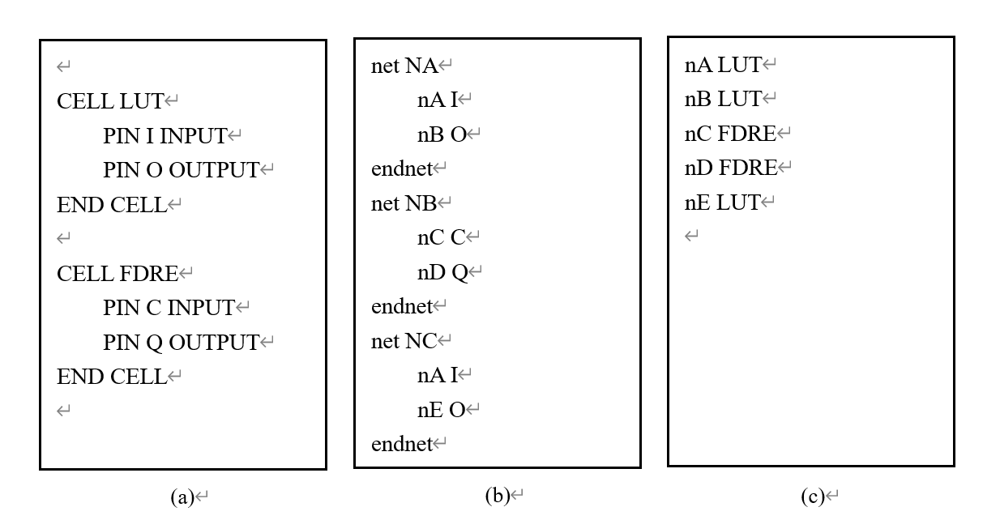 CELL LUT
PIN I INPUT
PIN O OUTPUT
END CELL
CELL FDRE
PIN C INPUT
PIN Q OUTPUT
END CELL
(a)
net NA
nA I
nB O
endnet
net NB
nC C
nD Q
endnet
net NC
nA I
nE O
endnet
(b)
nA LUT
nB LUT
nC FDRE
nD FDRE
nE LUT
(c)